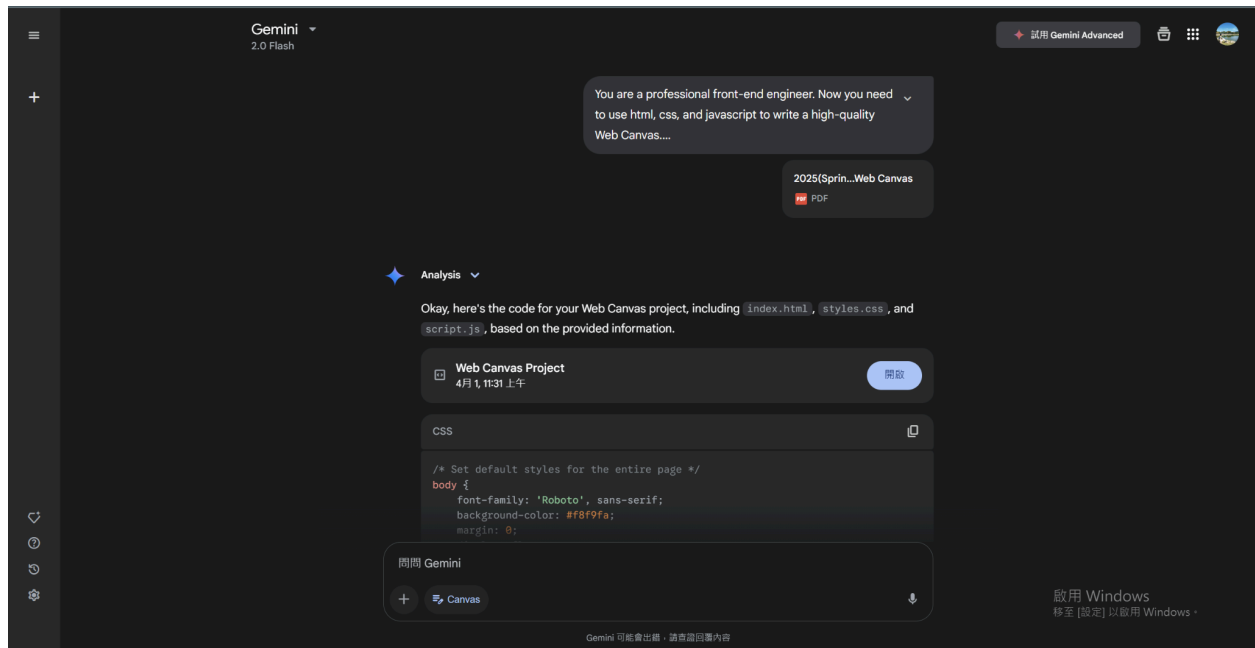 Gemini
2.0 Flash
試用 Gemini Advanced
You are a professional front-end engineer. Now you need
to use html, css, and javascript to write a high-quality
Web Canvas....
2025(Sprin...Web Canvas
PDF PDF
Analysis
Okay, here's the code for your Web Canvas project, including index.html, styles.css, and
script.js, based on the provided information.
Web Canvas Project
4月 1, 11:31 上午
開啟
CSS
/* Set default styles for the entire page */
body {
font-family: 'Roboto', sans-serif;
background-color: #f8f9fa;
margin: 0;
問問 Gemini
Canvas
啟用 Windows
移至 [設定] 以啟用 Windows。
Gemini 可能會出錯，請查證回覆內容